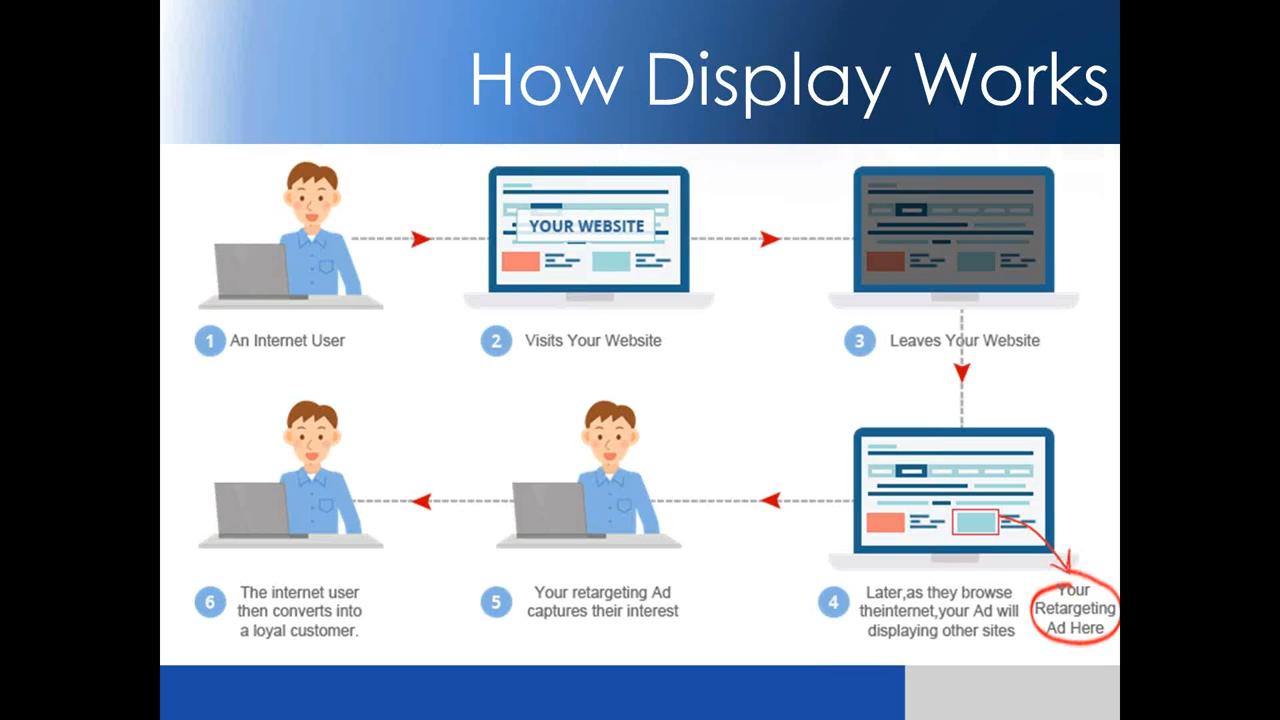 How Display Works
YOUR WEBSITE
1 An Internet User
2 Visits Your Website
3 Leaves Your Website
4 Later,as they browse
theinternet,your Ad will
displaying other sites
Your
Retargeting
Ad Here
5 Your retargeting Ad
captures their interest
6 The internet user
then converts into
a loyal customer.